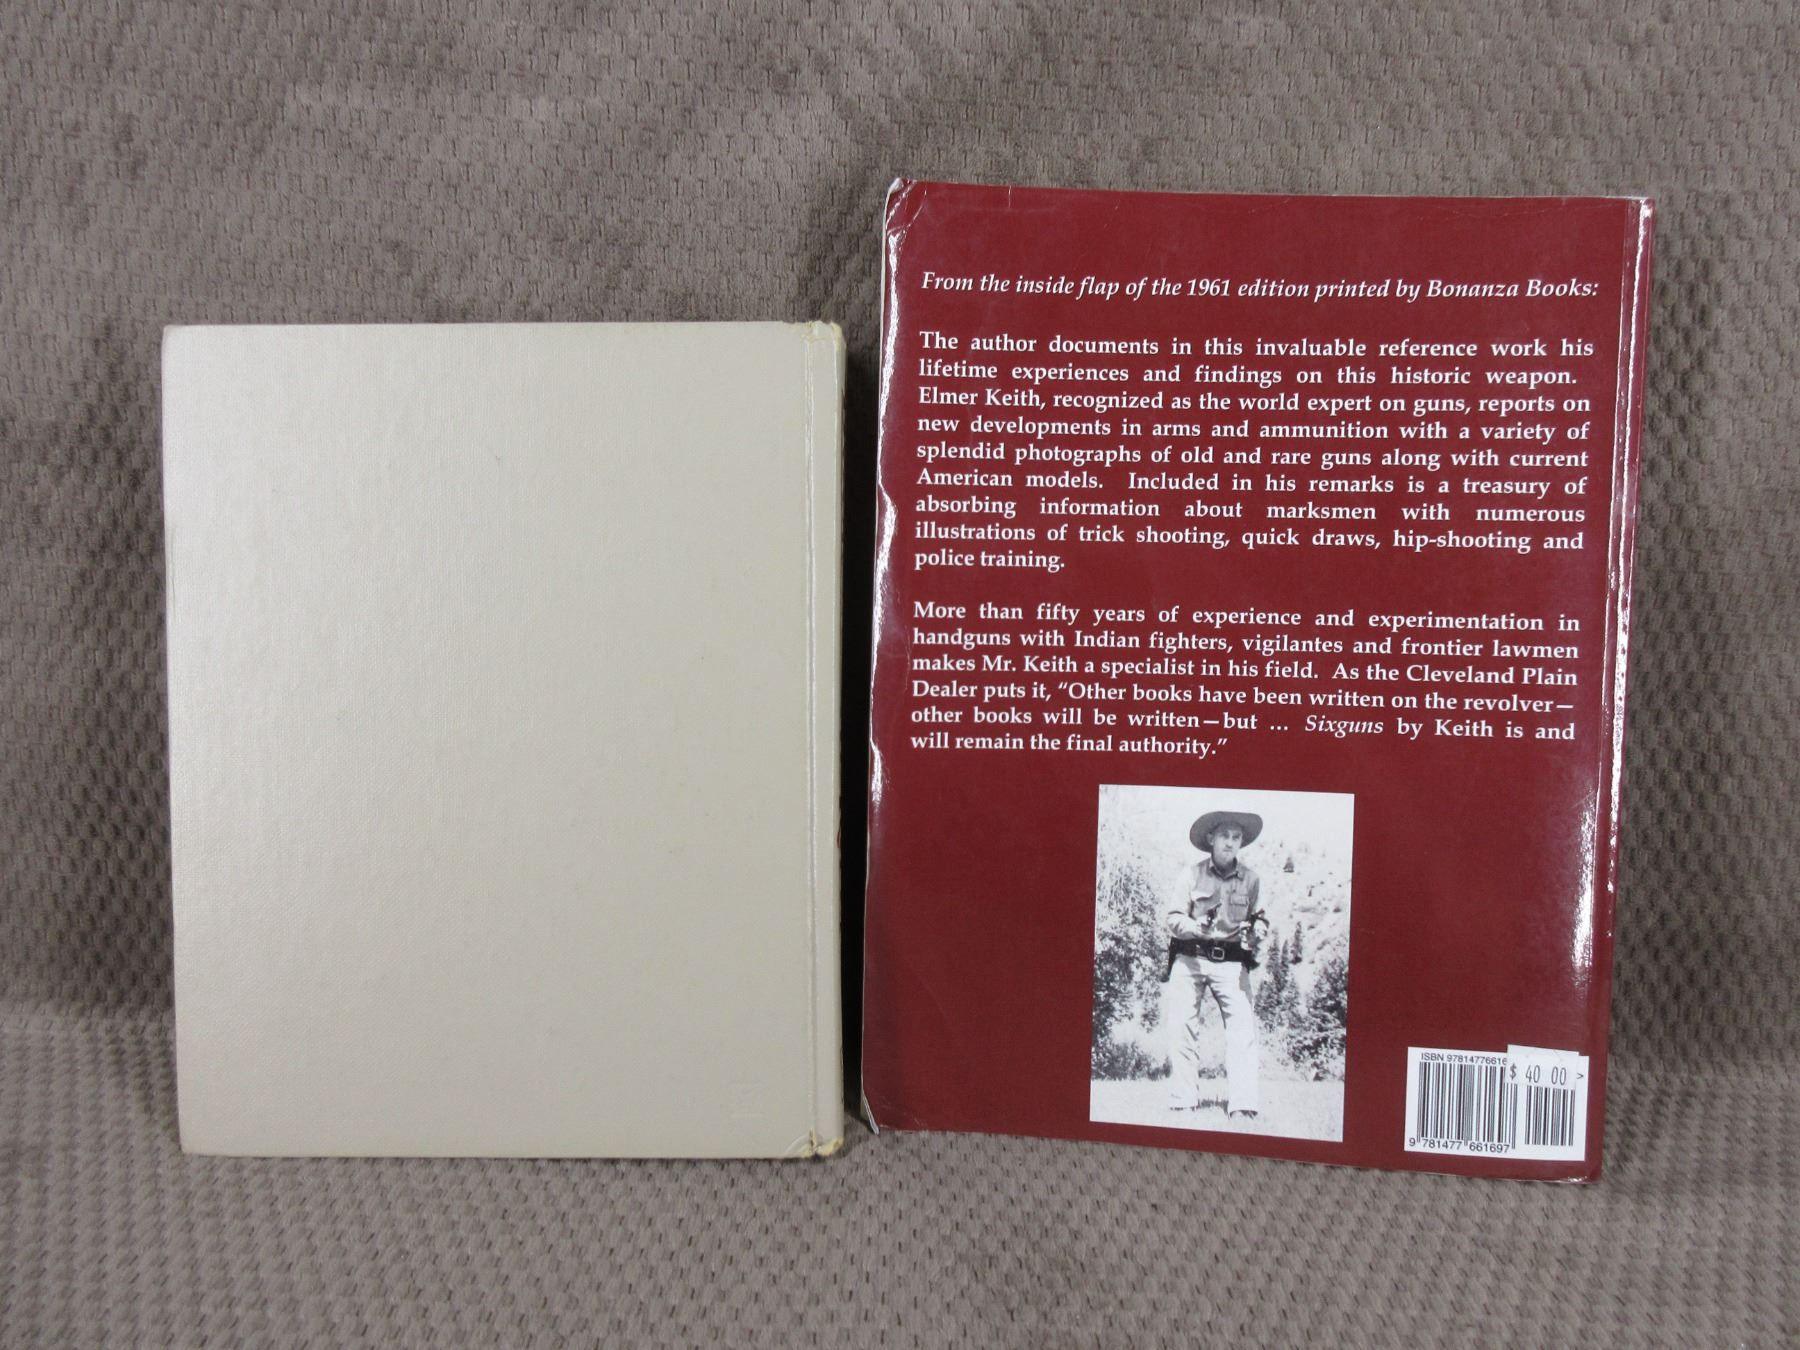 From the inside flap of the 1961 edition printed by Bonanza Books:
The author documents in this invaluable reference work his
lifetime experiences and findings on this historic weapon.
Elmer Keith, recognized as the world expert on guns, reports on
new developments in arms and ammunition with a variety of
splendid photographs of old and rare guns along with current
American models. Included in his remarks is a treasury of
absorbing information about marksmen with numerous
illustrations of trick shooting, quick draws, hip-shooting and
police training.
More than fifty years of experience and experimentation in
handguns with Indian fighters, vigilantes and frontier lawmen
makes Mr. Keith a specialist in his field. As the Cleveland Plain
Dealer puts it, “Other books have been written on the revolver—
other books will be written—but ... Sixguns by Keith is and
will remain the final authority.”
ISBN 97814776616
$ 40 00
>
9 781477 661697